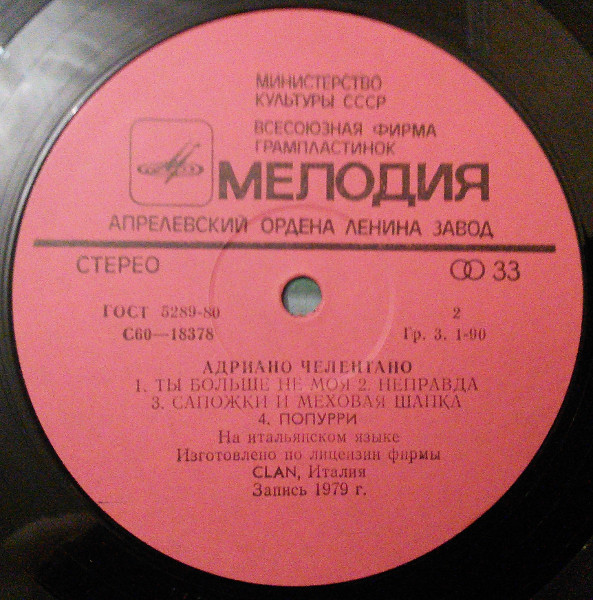 МИНИСТЕРСТВО
КУЛЬТУРЫ СССР
ВСЕСОЮЗНАЯ ФИРМА
ГРАМПЛАСТИНОК
МЕЛОДИЯ
АПРЕЛЕВСКИЙ ОРДЕНА ЛЕНИНА ЗАВОД
СТЕРЕО 33
ГОСТ 5289-80 2
С60—18378 Гр. 3. 1-90
АДРИАНО ЧЕЛЕНТАНО
1. ТЫ БОЛЬШЕ НЕ МОЯ 2. НЕПРАВДА
3. САПОЖКИ И МЕХОВАЯ ШАПКА
4. ПОПУРРИ
На итальянском языке
Изготовлено по лицензии фирмы
CLAN, Италия
Запись 1979 г.